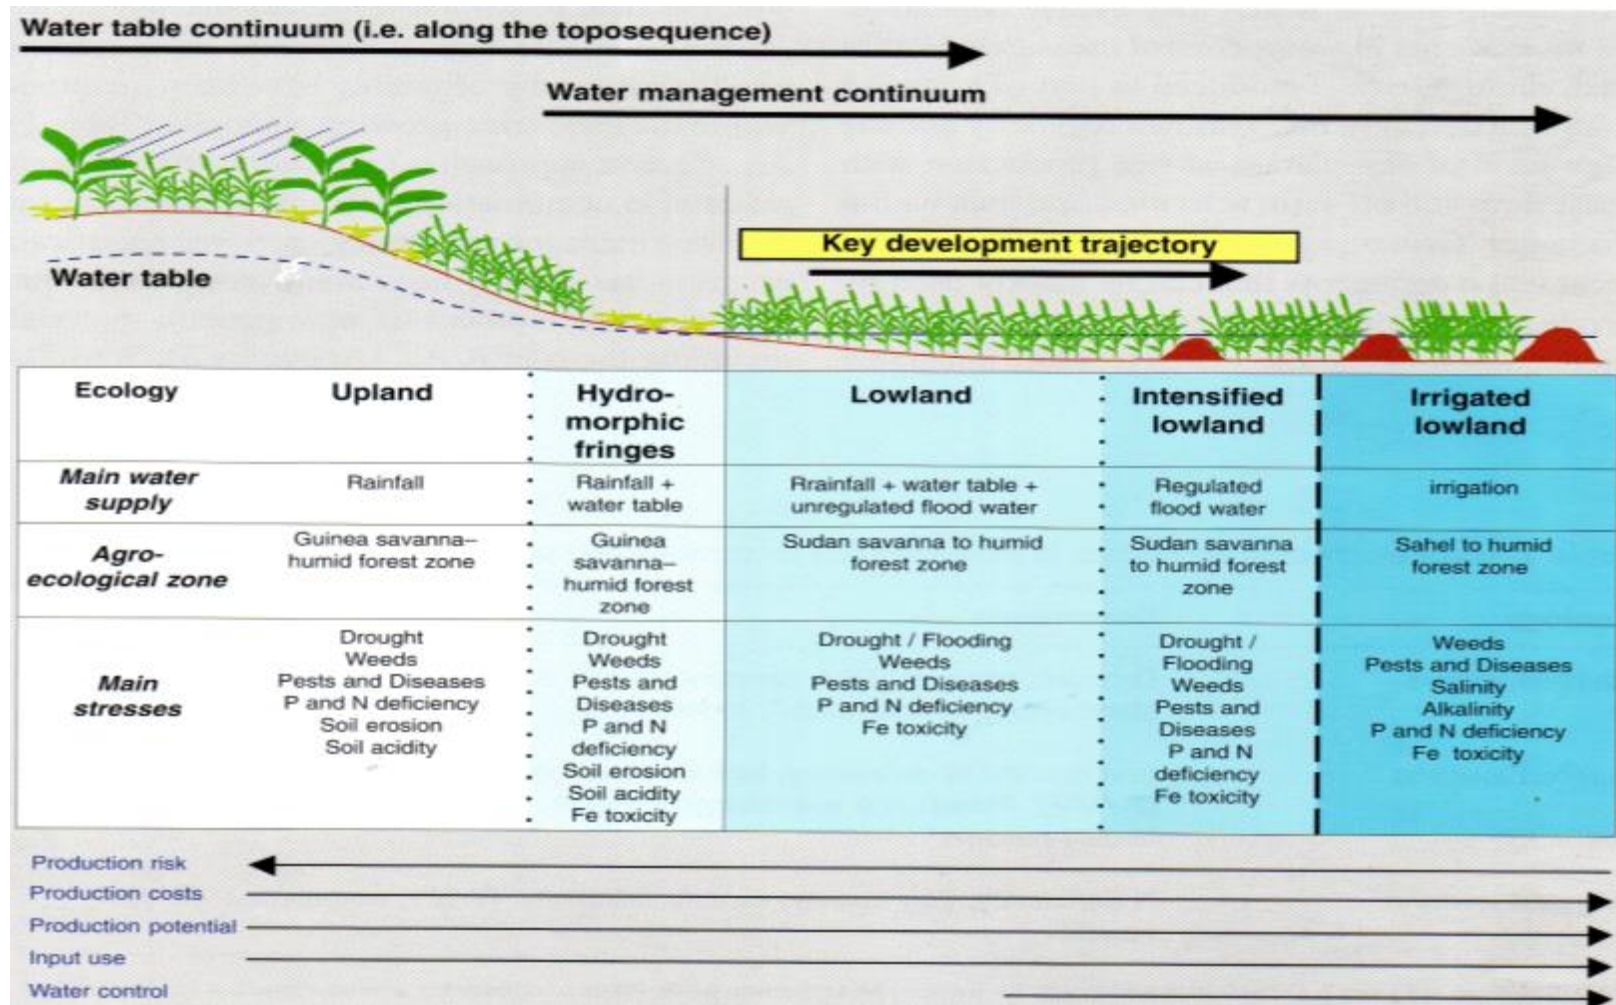 Water table continuum (i.e. along the toposequence)
Water management continuum
Key development trajectory
Water table
Ecology
Upland
Hydro-
morphic
fringes
Lowland
Intensified
lowland
Irrigated
lowland
Main water
supply
Rainfall
Rainfall +
water table
Rrainfall + water table +
unregulated flood water
Regulated
flood water
irrigation
Agro-
ecological zone
Guinea savanna–
humid forest zone
Guinea
savanna–
humid forest
zone
Sudan savanna to humid
forest zone
Sudan savanna
to humid forest
zone
Sahel to humid
forest zone
Main
stresses
Drought
Weeds
Pests and Diseases
P and N deficiency
Soil erosion
Soil acidity
Drought
Weeds
Pests and
Diseases
P and N
deficiency
Soil erosion
Soil acidity
Fe toxicity
Drought / Flooding
Weeds
Pests and Diseases
P and N deficiency
Fe toxicity
Drought /
Flooding
Weeds
Pests and
Diseases
P and N
deficiency
Fe toxicity
Weeds
Pests and Diseases
Salinity
Alkalinity
P and N deficiency
Fe toxicity
Production risk
Production costs
Production potential
Input use
Water control